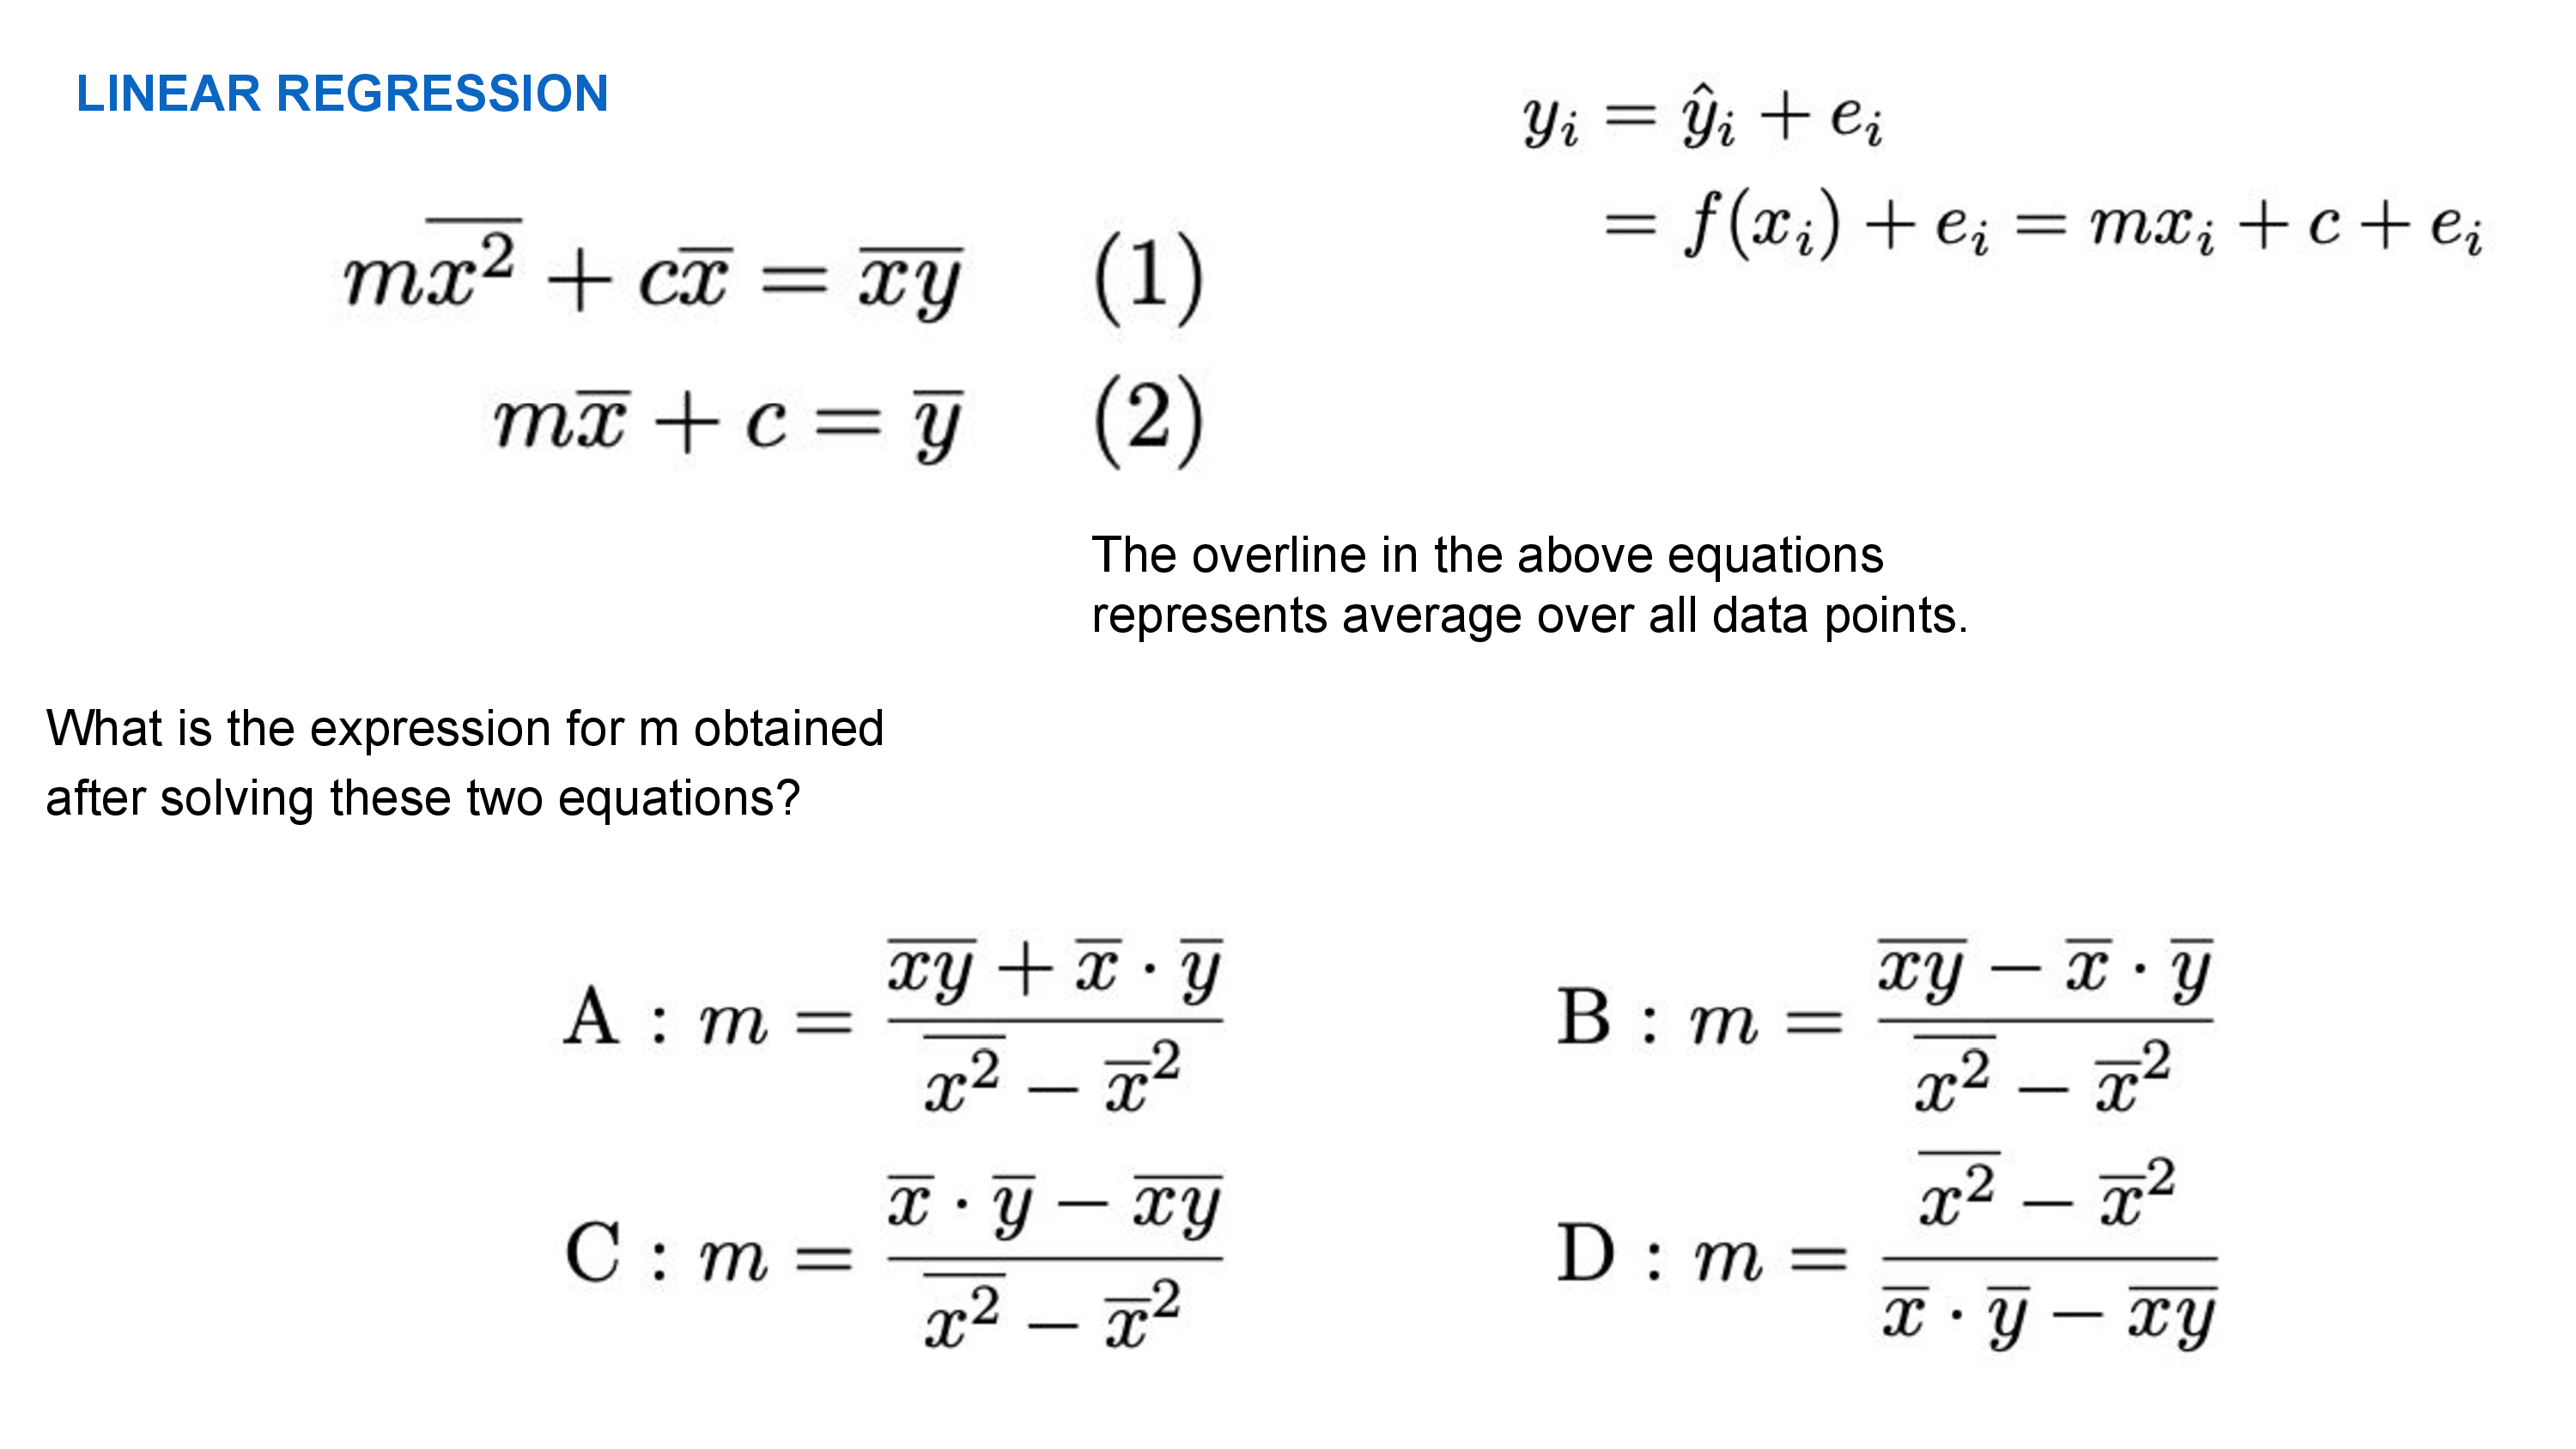 LINEAR REGRESSION
$y_i = \hat{y}_i + e_i$
$= f(x_i) + e_i = mx_i + c + e_i$
$m\overline{x^2} + c\overline{x} = \overline{xy}$ (1)
$m\overline{x} + c = \overline{y}$ (2)
The overline in the above equations
represents average over all data points.
What is the expression for m obtained
after solving these two equations?
A : $m = \frac{\overline{xy} + \overline{x} \cdot \overline{y}}{\overline{x^2} - \overline{x}^2}$
B : $m = \frac{\overline{xy} - \overline{x} \cdot \overline{y}}{\overline{x^2} - \overline{x}^2}$
C : $m = \frac{\overline{x} \cdot \overline{y} - \overline{xy}}{\overline{x^2} - \overline{x}^2}$
D : $m = \frac{\overline{x^2} - \overline{x}^2}{\overline{x} \cdot \overline{y} - \overline{xy}}$